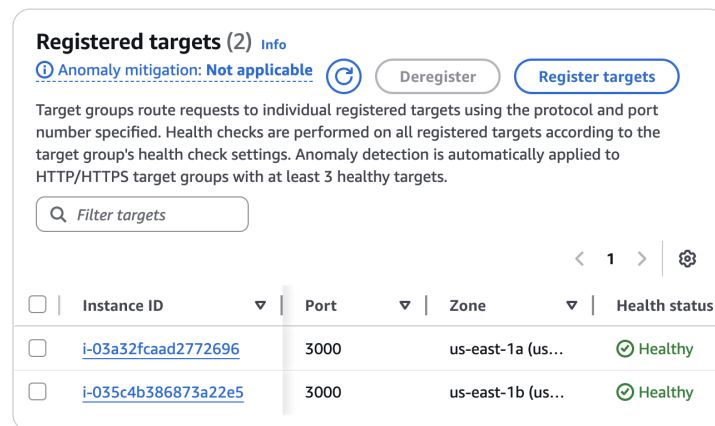 Registered targets (2) Info
Anomaly mitigation: Not applicable
Deregister
Register targets
Target groups route requests to individual registered targets using the protocol and port
number specified. Health checks are performed on all registered targets according to the
target group's health check settings. Anomaly detection is automatically applied to
HTTP/HTTPS target groups with at least 3 healthy targets.
Filter targets
1
Instance ID Port Zone Health status
i-03a32fcaad2772696 3000 us-east-1a (us... Healthy
i-035c4b386873a22e5 3000 us-east-1b (us... Healthy